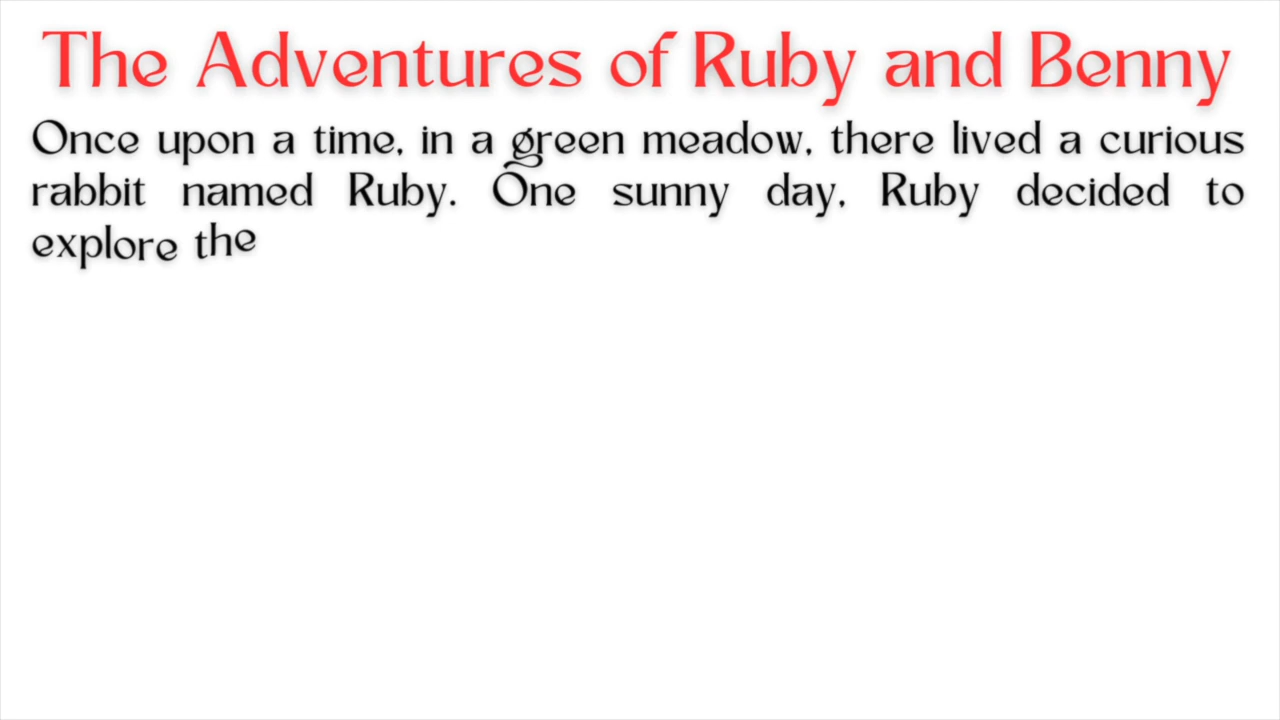 The Adventures of Ruby and Benny
Once upon a time, in a green meadow, there lived a curious
rabbit named Ruby. One sunny day, Ruby decided to
explore the